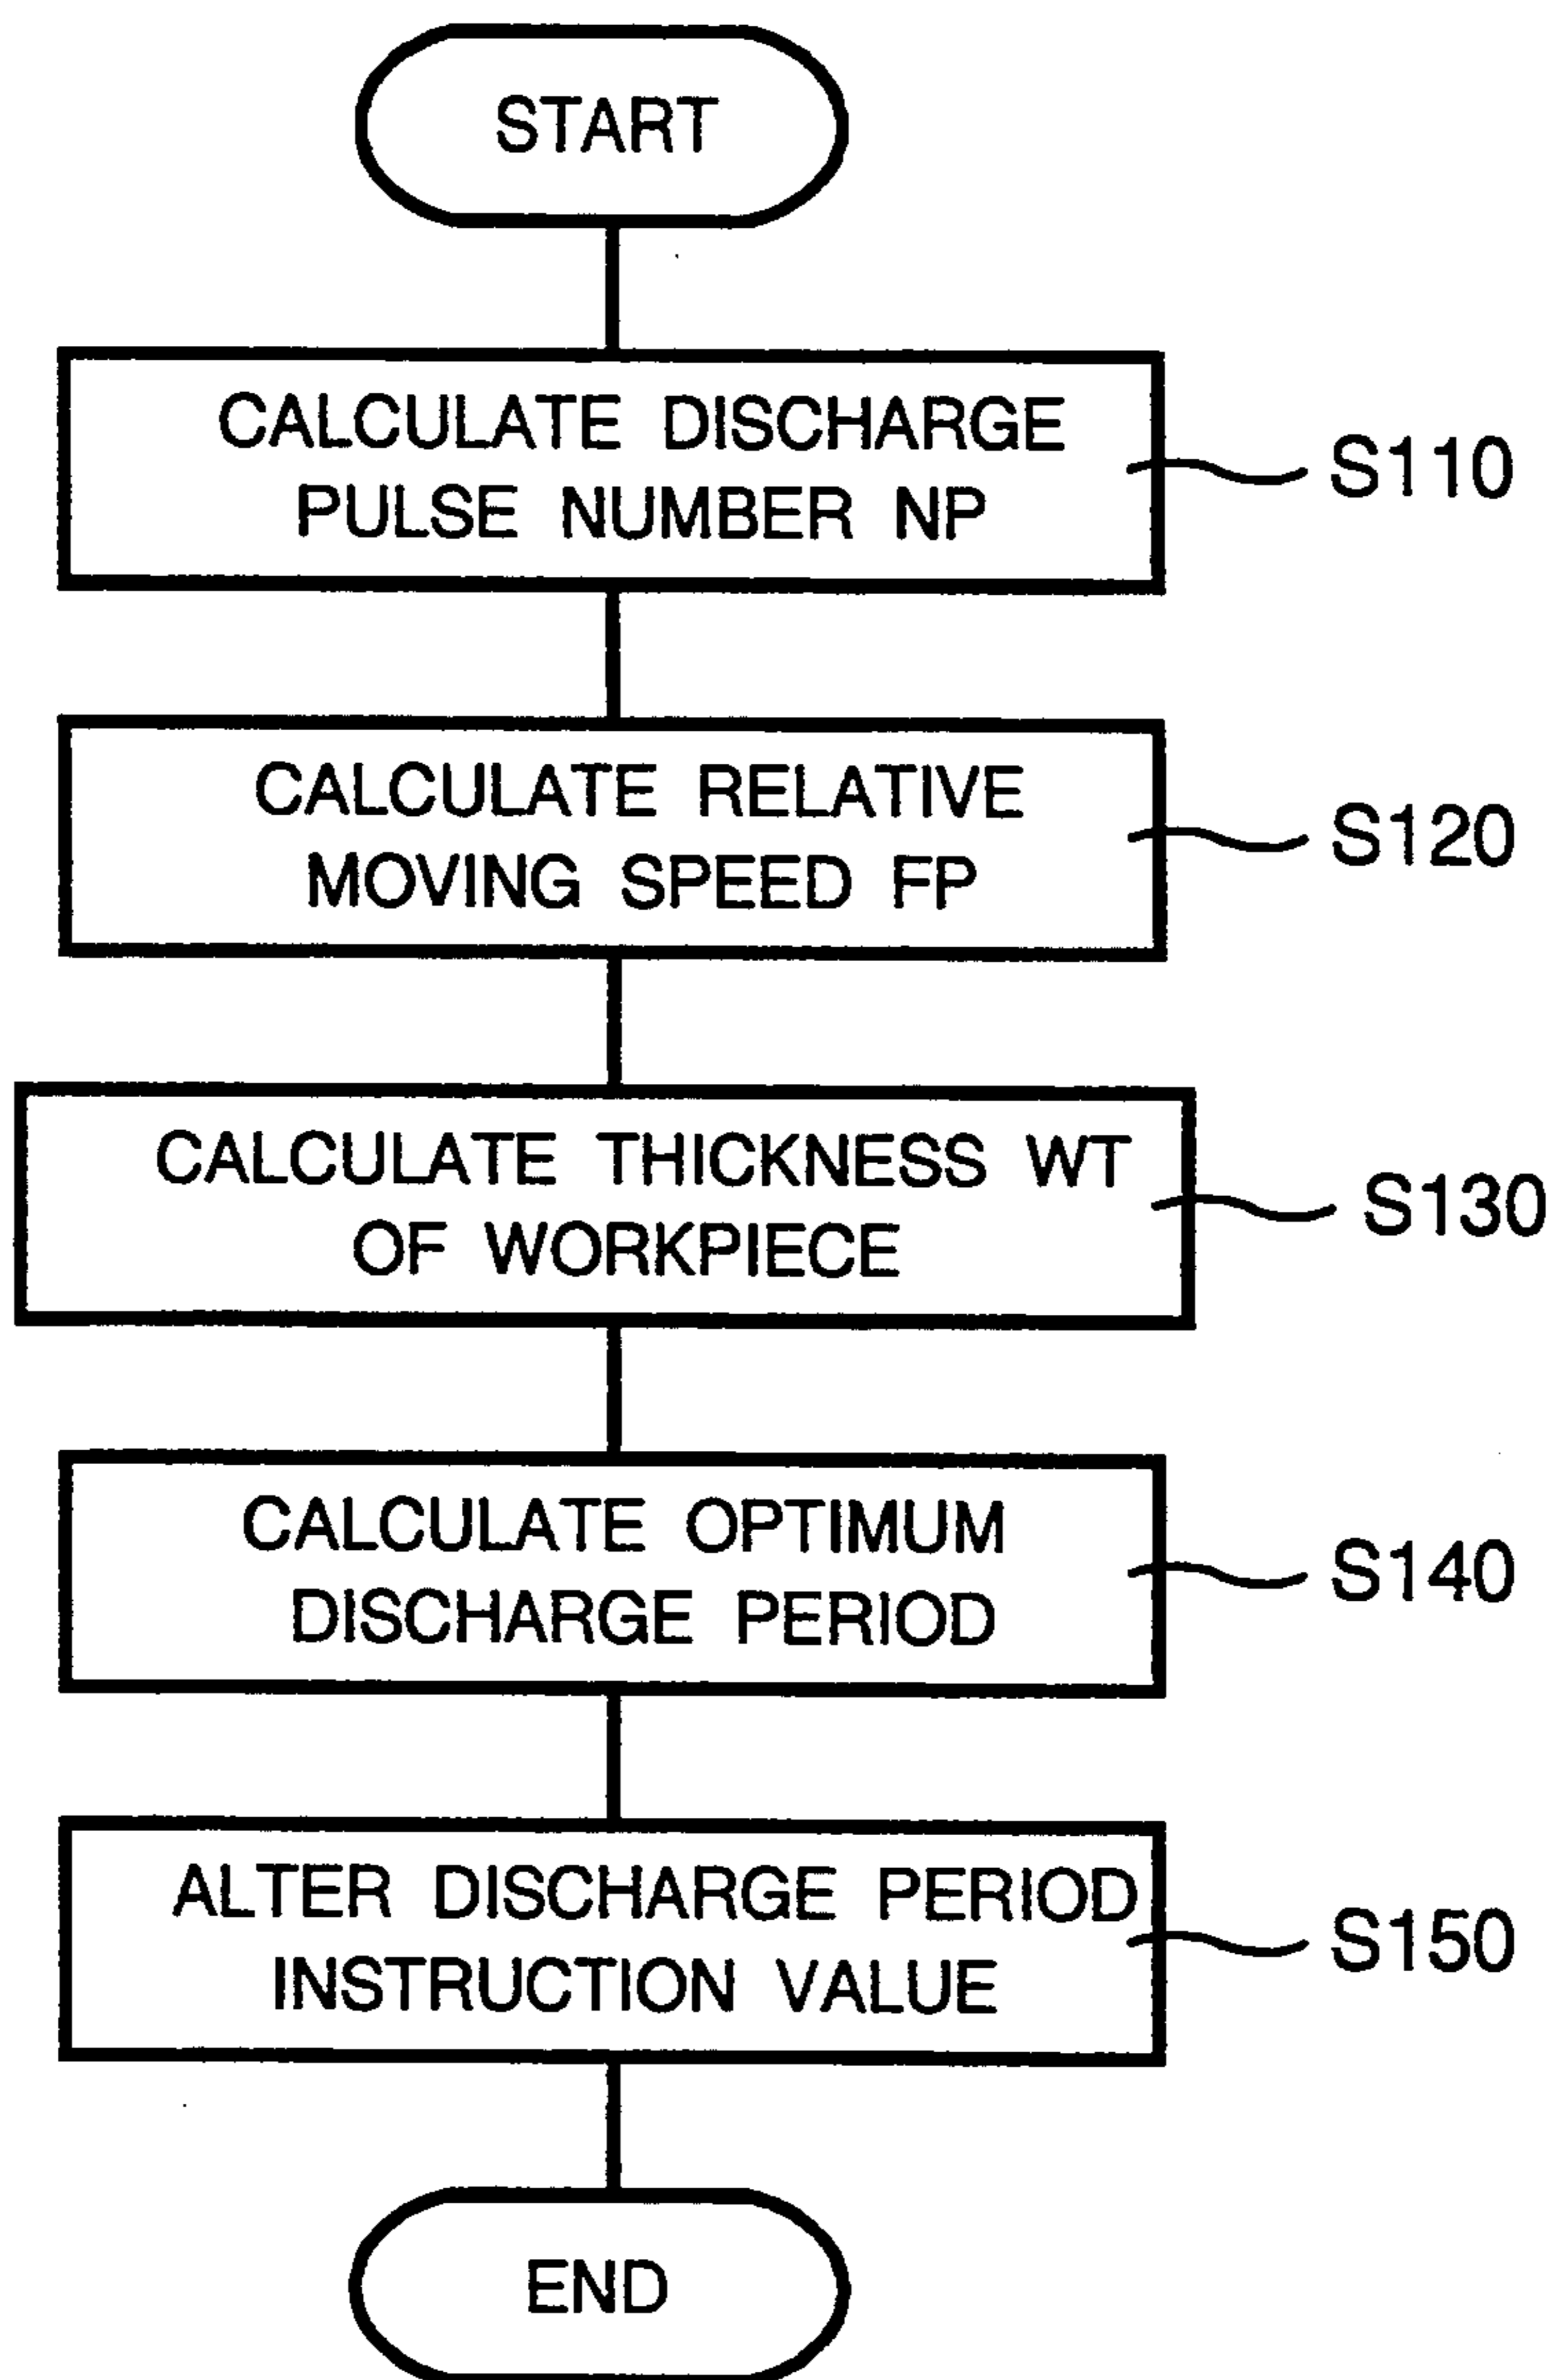 START
CALCULATE DISCHARGE
PULSE NUMBER NP
S110
CALCULATE RELATIVE
MOVING SPEED FP
S120
CALCULATE THICKNESS WT
OF WORKPIECE
S130
CALCULATE OPTIMUM
DISCHARGE PERIOD
S140
ALTER DISCHARGE PERIOD
INSTRUCTION VALUE
S150
END